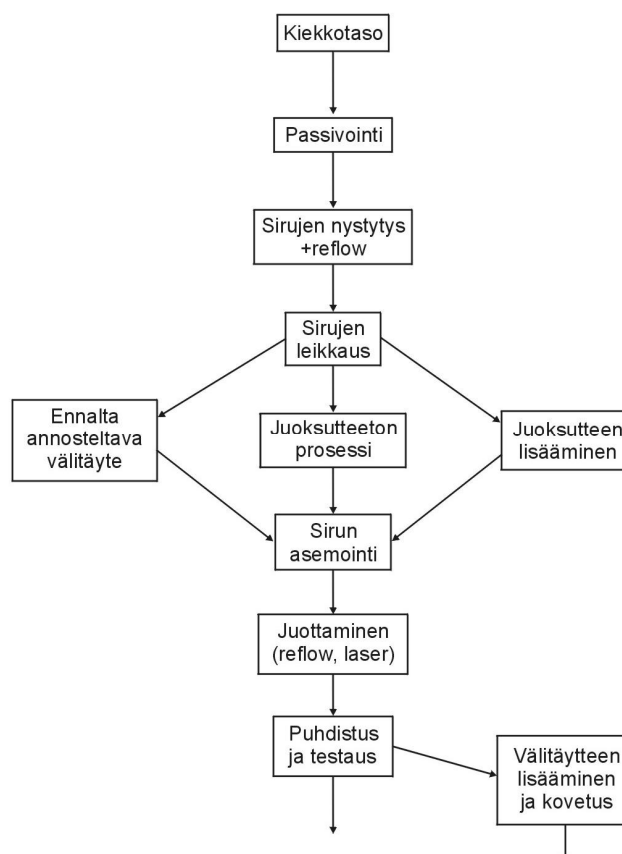 Kiekkotaso
Passivointi
Sirujen nystytys
+reflow
Sirujen
leikkaus
Ennalta
annosteltava
välitäyte
Juoksutteeton
prosessi
Juoksutteen
lisääminen
Sirun
asemointi
Juottaminen
(reflow, laser)
Puhdistus
ja testaus
Välitäytteen
lisääminen
ja kovetus